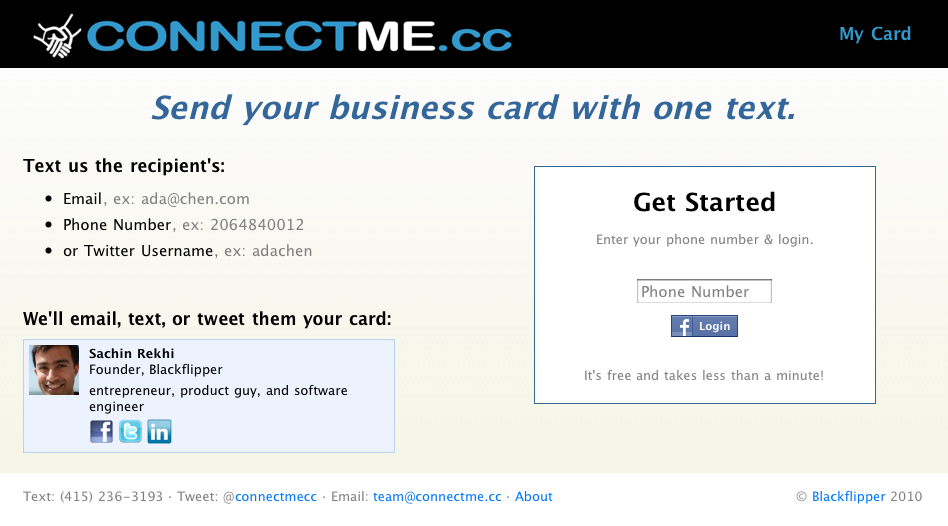 CONNECTME.cc
My Card
Send your business card with one text.
Text us the recipient's:
• Email, ex: ada@chen.com
• Phone Number, ex: 2064840012
• or Twitter Username, ex: adachen
We'll email, text, or tweet them your card:
Sachin Rekhi
Founder, Blackflipper
entrepreneur, product guy, and software
engineer
Get Started
Enter your phone number & login.
Phone Number
f Login
It's free and takes less than a minute!
Text: (415) 236-3193 · Tweet: @connectmecc · Email: team@connectme.cc · About
© Blackflipper 2010